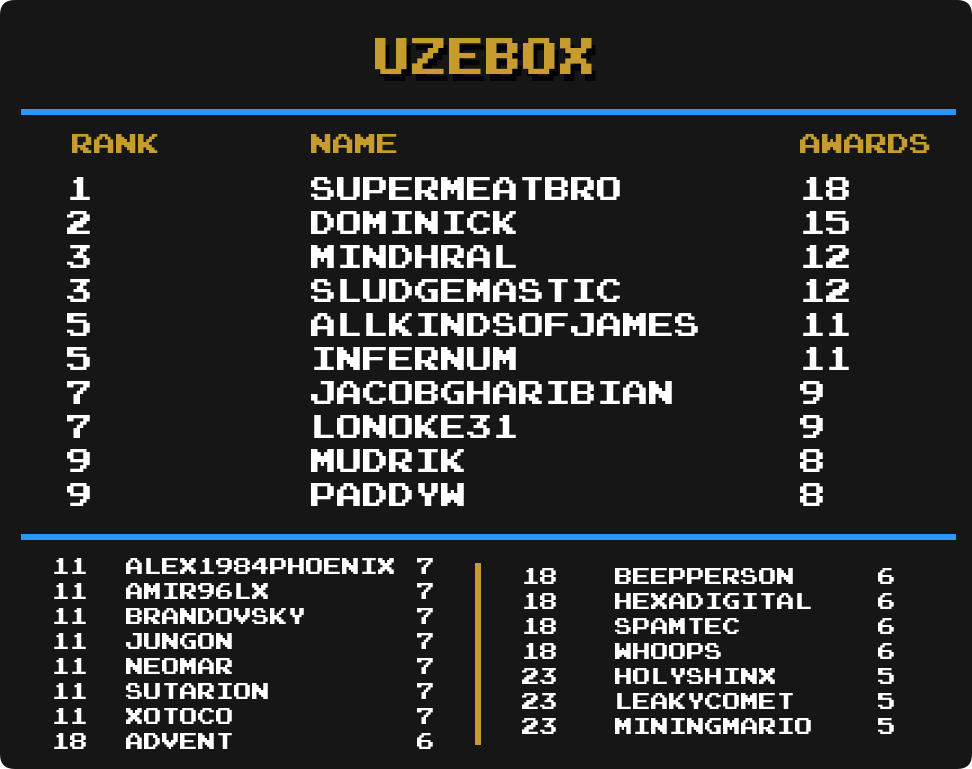 UZEBOX
RANK NAME AWARDS
1 SUPERMEATBRO 18
2 DOMINICK 15
3 MINDHRAL 12
3 SLUDGEMASTIC 12
5 ALLKINDSOFJAMES 11
5 INFERNUM 11
7 JACOBGHARIBIAN 9
7 LONOKE31 9
9 MUDRIK 8
9 PADDYW 8
11 ALEX1984PHOENIX 7
11 AMIR96LX 7
11 BRANDOVSKY 7
11 JUNGON 7
11 NEOMAR 7
11 SUTARION 7
11 XOTOCO 7
18 ADVENT 6
18 BEEPPERSON 6
18 HEXADIGITAL 6
18 SPAMTEC 6
18 WHOOPS 6
23 HOLYSHINX 5
23 LEAKYCOMET 5
23 MININGMARIO 5